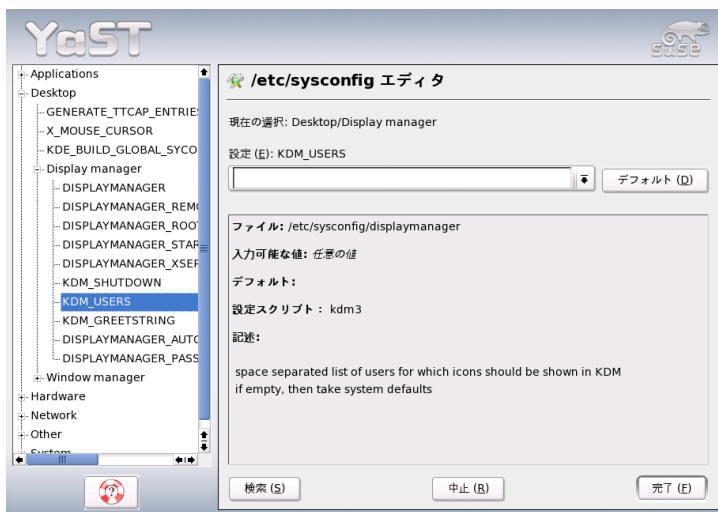 YaST
SUSE
Applications
Desktop
GENERATE_TTCAP_ENTRIE
X_MOUSE_CURSOR
KDE_BUILD_GLOBAL_SYCO
Display manager
DISPLAYMANAGER
DISPLAYMANAGER_REM
DISPLAYMANAGER_ROO
DISPLAYMANAGER_STAR
DISPLAYMANAGER_XSER
KDM_SHUTDOWN
KDM_USERS
KDM_GREETSTRING
DISPLAYMANAGER_AUTO
DISPLAYMANAGER_PASS
Window manager
Hardware
Network
Other
System
/etc/sysconfig エディタ
現在の選択: Desktop/Display manager
設定 (E): KDM_USERS
デフォルト (D)
ファイル: /etc/sysconfig/displaymanager
入力可能な値: 任意の値
デフォルト:
設定スクリプト: kdm3
記述:
space separated list of users for which icons should be shown in KDM
if empty, then take system defaults
検索 (S)
中止 (R)
完了 (F)